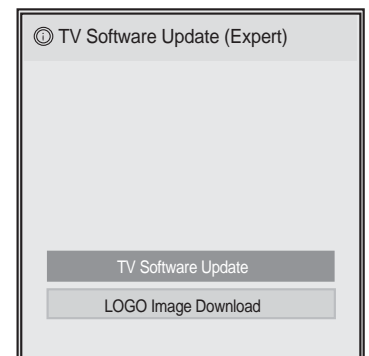 ⓘ TV Software Update (Expert)
TV Software Update
LOGO Image Download